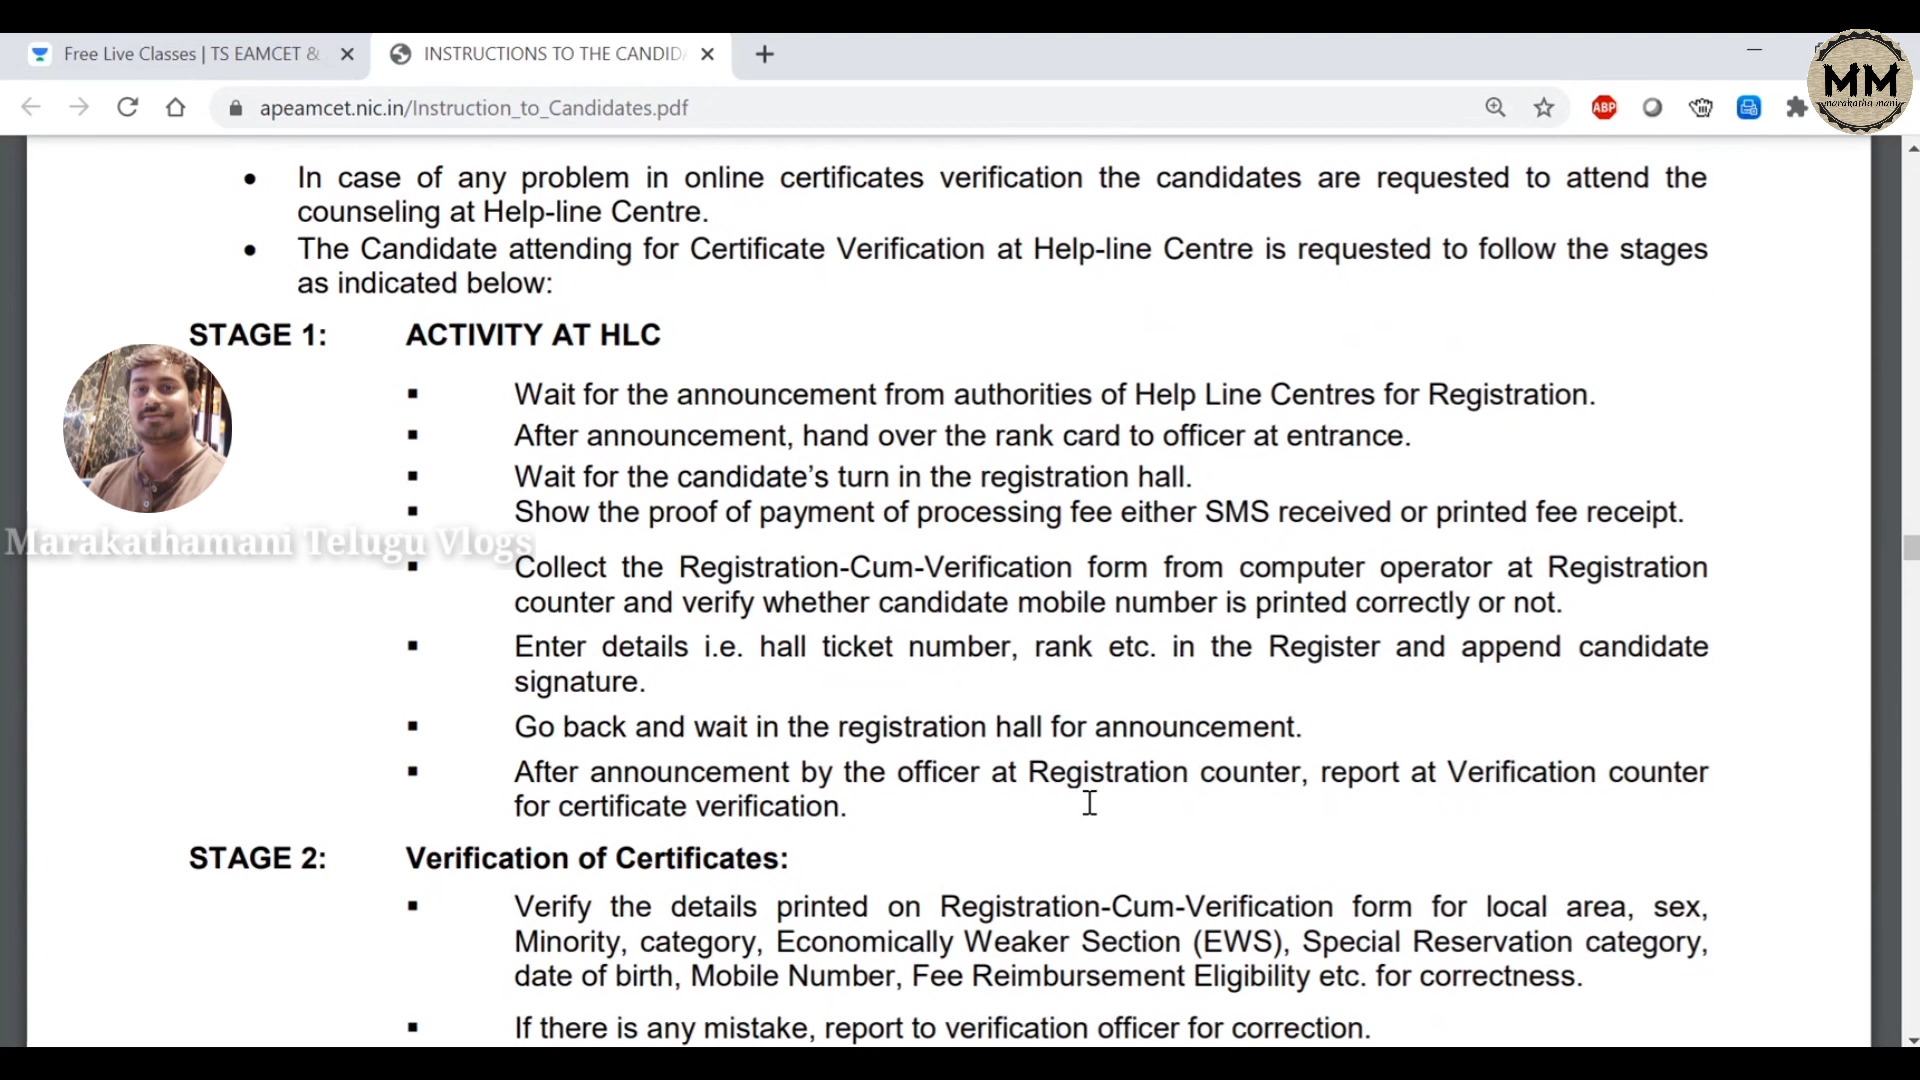 Free Live Classes | TS EAMCET &
INSTRUCTIONS TO THE CANDID
MM
marakatha mani
apeamcet.nic.in/Instruction_to_Candidates.pdf
ABP
• In case of any problem in online certificates verification the candidates are requested to attend the
counseling at Help-line Centre.
• The Candidate attending for Certificate Verification at Help-line Centre is requested to follow the stages
as indicated below:
STAGE 1: ACTIVITY AT HLC
▪ Wait for the announcement from authorities of Help Line Centres for Registration.
▪ After announcement, hand over the rank card to officer at entrance.
▪ Wait for the candidate’s turn in the registration hall.
▪ Show the proof of payment of processing fee either SMS received or printed fee receipt.
Marakathamani Telugu Vlogs
▪ Collect the Registration-Cum-Verification form from computer operator at Registration
counter and verify whether candidate mobile number is printed correctly or not.
▪ Enter details i.e. hall ticket number, rank etc. in the Register and append candidate
signature.
▪ Go back and wait in the registration hall for announcement.
▪ After announcement by the officer at Registration counter, report at Verification counter
for certificate verification.
STAGE 2: Verification of Certificates:
▪ Verify the details printed on Registration-Cum-Verification form for local area, sex,
Minority, category, Economically Weaker Section (EWS), Special Reservation category,
date of birth, Mobile Number, Fee Reimbursement Eligibility etc. for correctness.
▪ If there is any mistake, report to verification officer for correction.